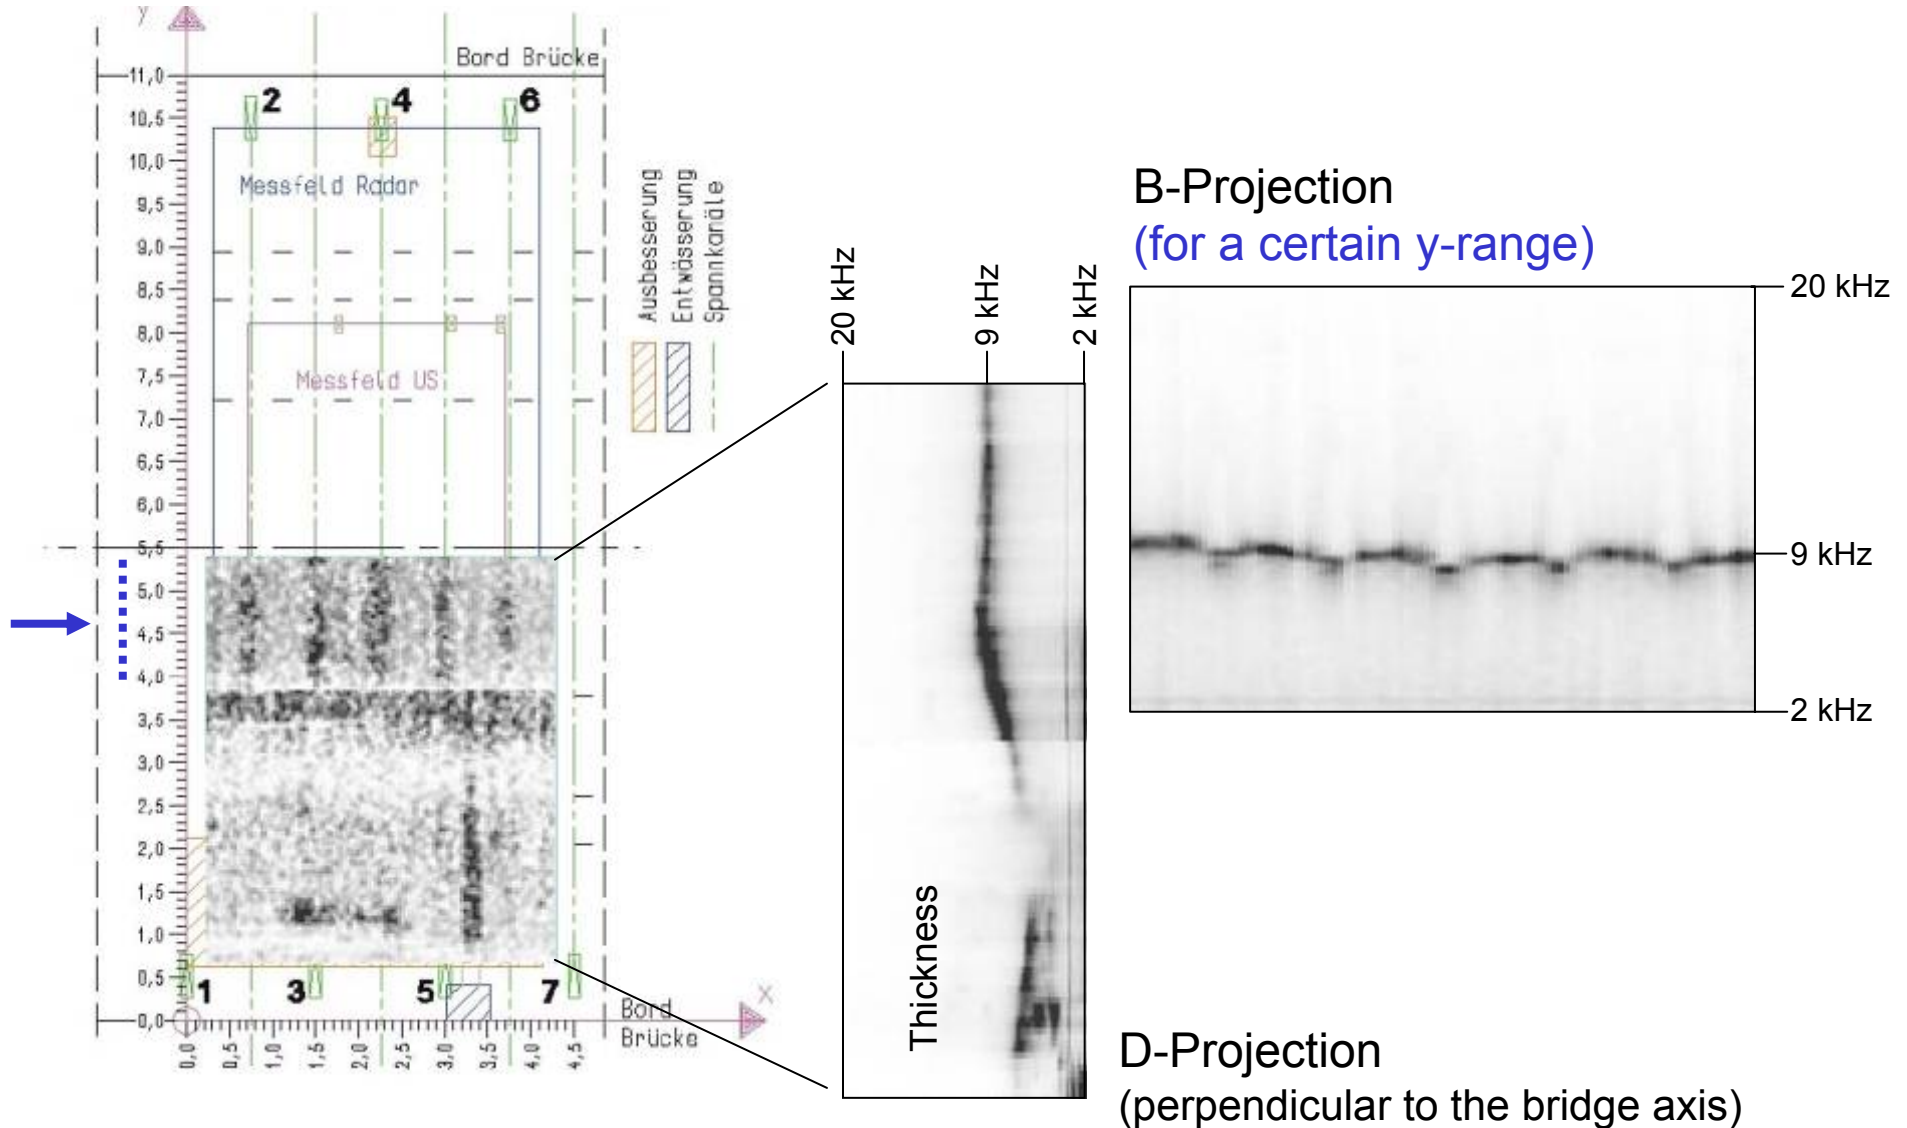 y
Bord Brücke
11,0
2
4
6
10,5
10,0
Messfeld Radar
9,5
9,0
8,5
8,0
7,5
Messfeld US
7,0
6,5
6,0
5,5
5,0
4,5
4,0
3,5
3,0
2,5
2,0
1,5
1,0
0,5
0,0
1
3
5
7
x
Bord
Brücke
0,0
0,5
1,0
1,5
2,0
2,5
3,0
3,5
4,0
4,5
Ausbesserung
Entwässerung
Spannkanäle
20 kHz
9 kHz
2 kHz
Thickness
B-Projection
(for a certain y-range)
20 kHz
9 kHz
2 kHz
D-Projection
(perpendicular to the bridge axis)